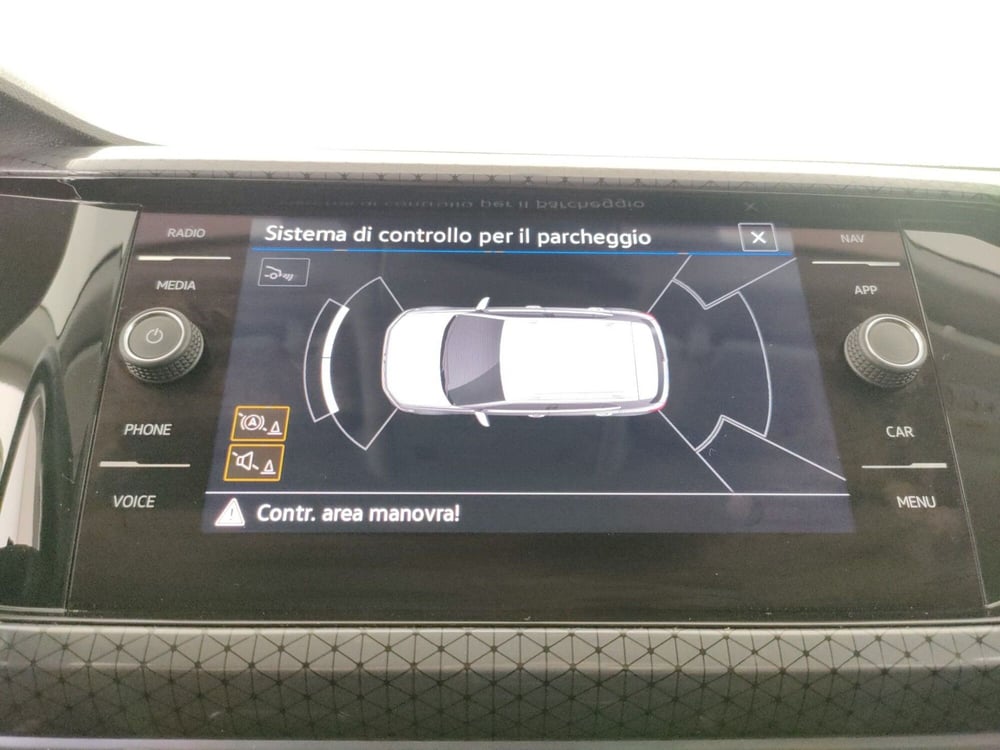 Sistema di controllo per il parcheggio
RADIO
MEDIA
PHONE
VOICE
NAV
APP
CAR
MENU
A
Contr. area manovra!